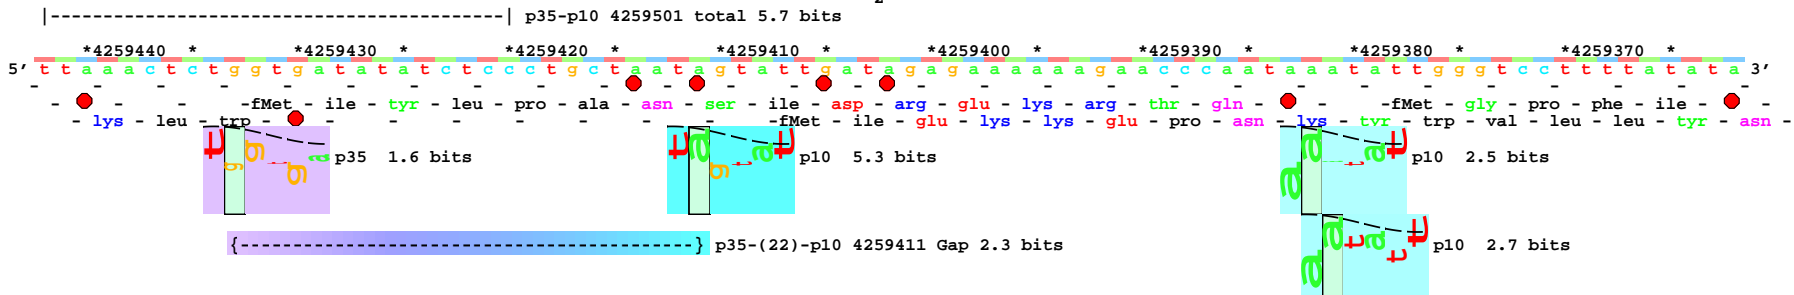 2
|-----------------------------------| p35-p10 4259501 total 5.7 bits
*4259440 * *4259430 * *4259420 * *4259410 * *4259400 * *4259390 * *4259380 * *4259370 *
5' t t a a a c t c t g g t g a t a t a t c t c c c t g c t a a t a g t a t t g a t a g a g a a a a a a g a a c c c a a t a a a t a t t g g g t c c t t t t a t a t a 3'
- - - - - - - - - - - - - - - - - - - - - - - - - -
- - - -fMet - ile - tyr - leu - pro - ala - asn - ser - ile - asp - arg - glu - lys - arg - thr - gln - - -fMet - gly - pro - phe - ile - -
- lys - leu - trp - - - - - - - -fMet - ile - glu - lys - lys - glu - pro - asn - lys - tyr - trp - val - leu - leu - tyr - asn -
t g g t g a p35 1.6 bits t a g t a t p10 5.3 bits a a t t a t p10 2.5 bits
{---------------------------------} p35-(22)-p10 4259411 Gap 2.3 bits a a t a t t p10 2.7 bits